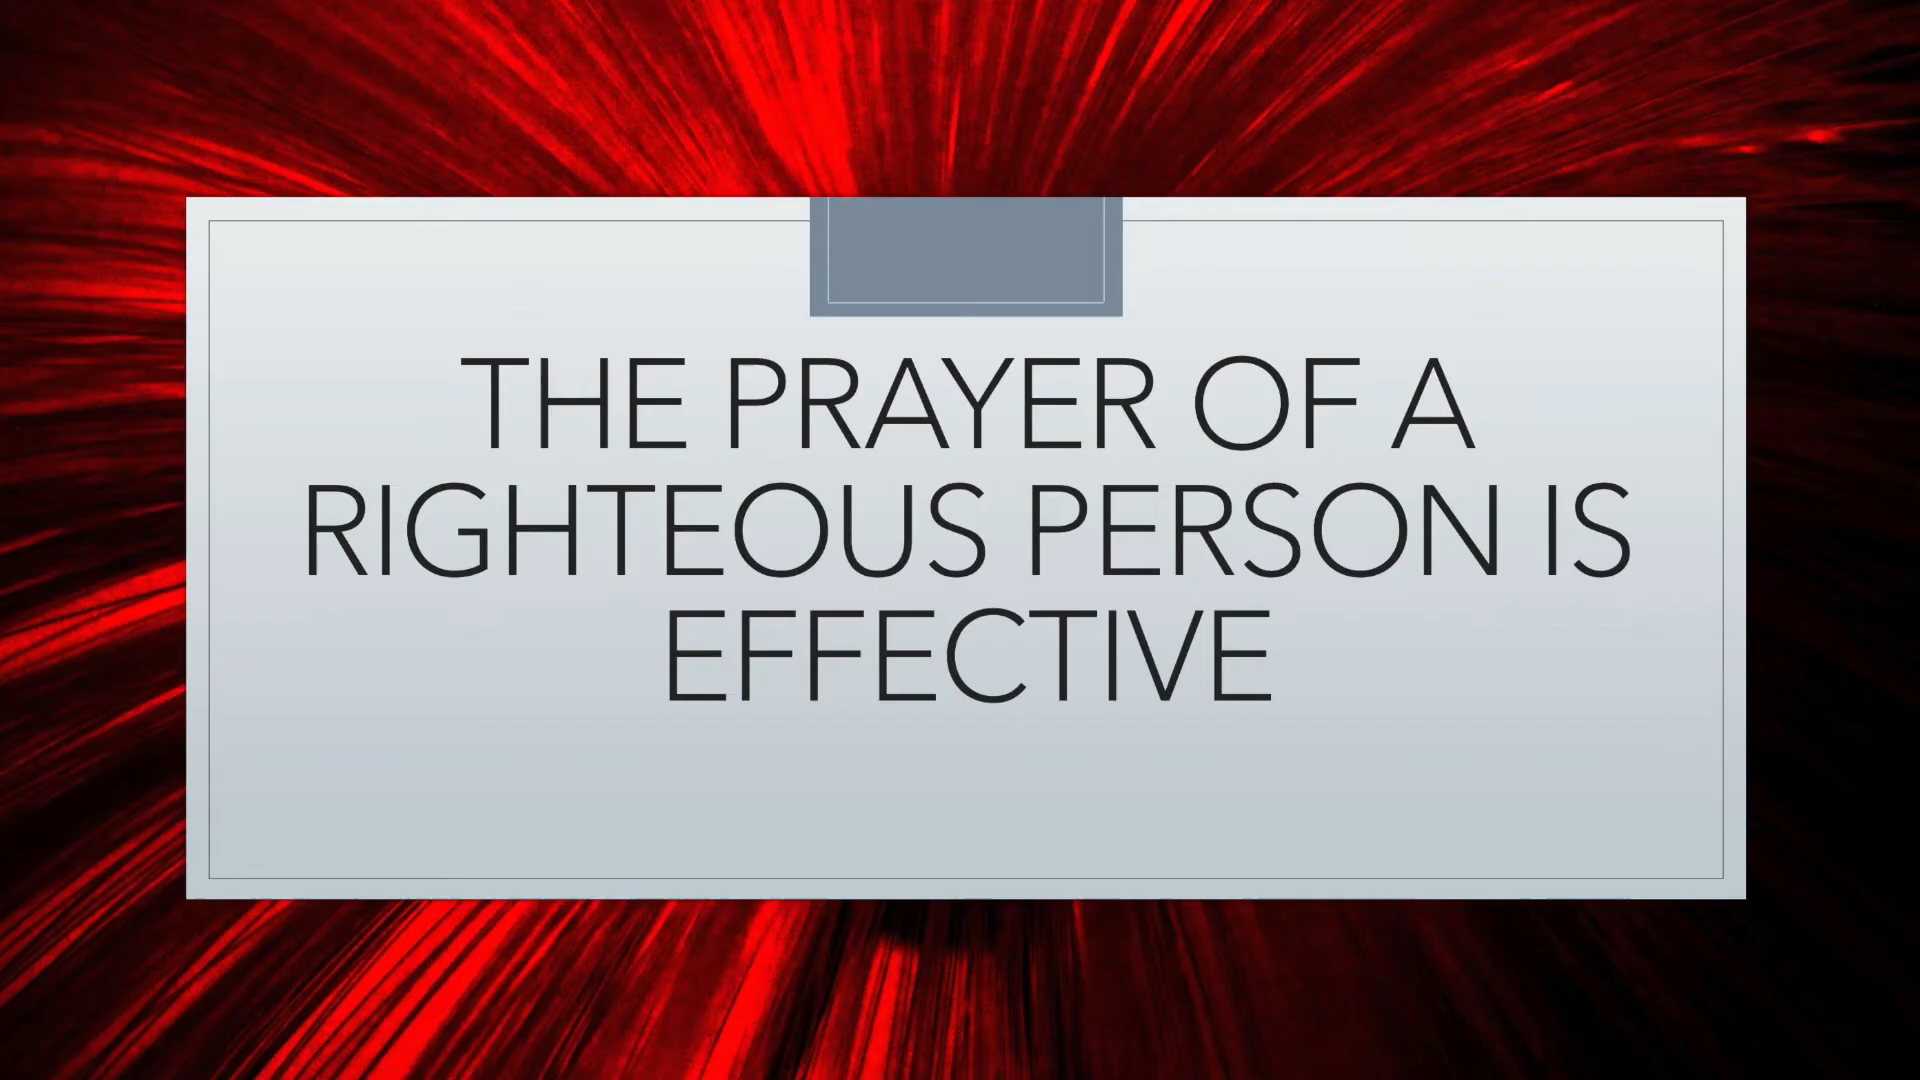 THE PRAYER OF A
RIGHTEOUS PERSON IS
EFFECTIVE